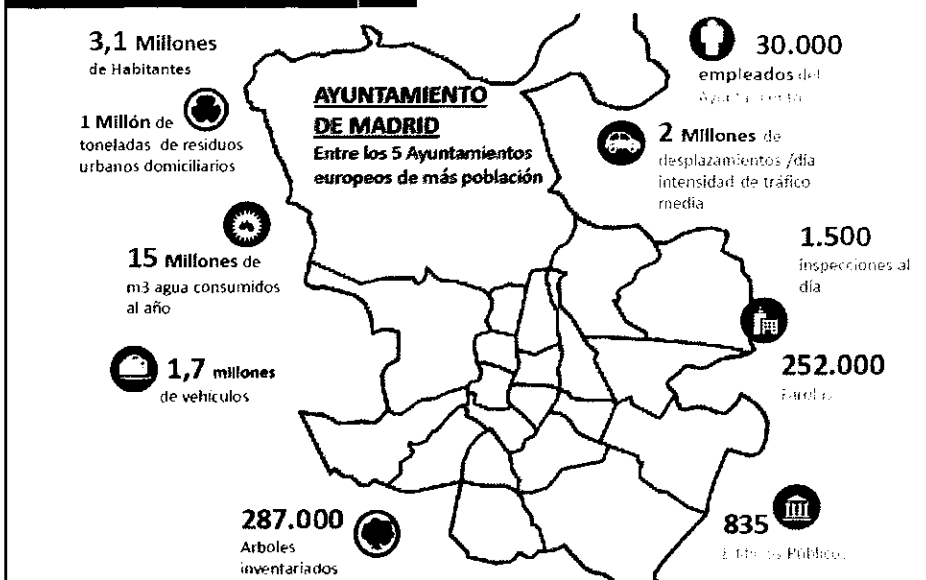 3,1 Millones
de Habitantes
1 Millón de
toneladas de residuos
urbanos domiciliarios
15 Millones de
m3 agua consumidos
al año
1,7 millones
de vehículos
287.000
Arboles
inventariados
AYUNTAMIENTO
DE MADRID
Entre los 5 Ayuntamientos
europeos de más población
30.000
empleados del
2 Millones de
desplazamientos /día
intensidad de tráfico
media
1.500
inspecciones al
día
252.000
835
Públicos